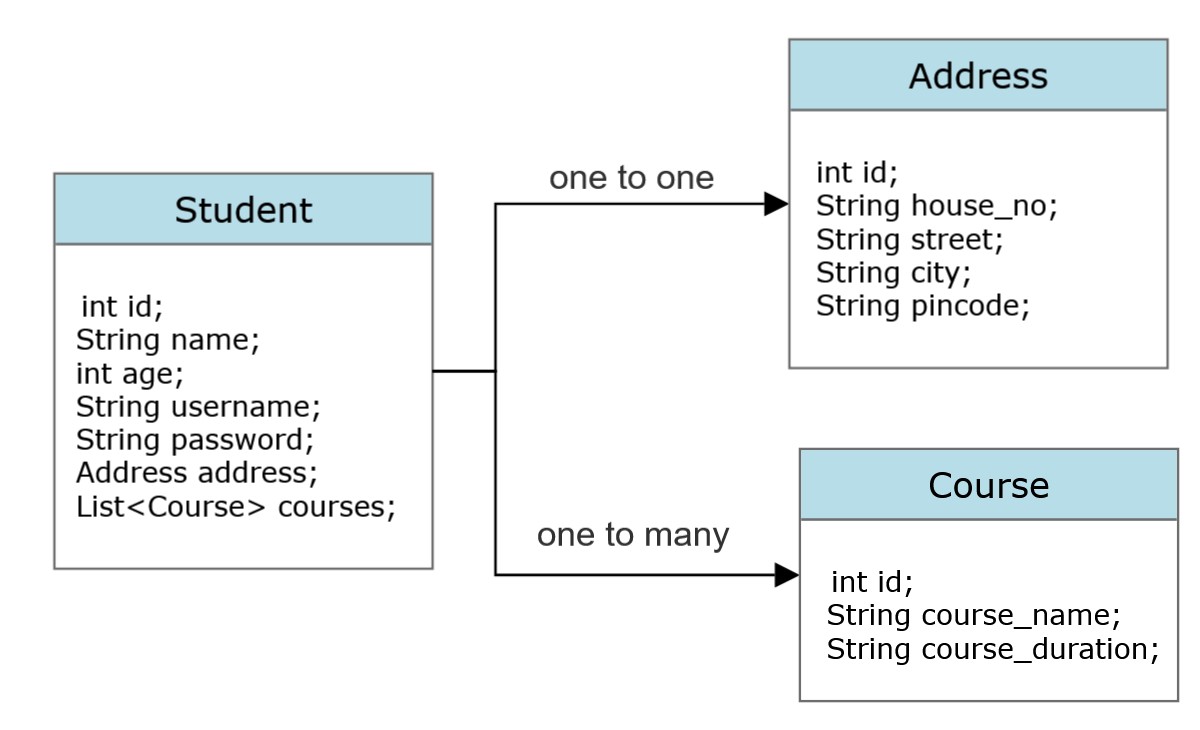 Student
int id;
String name;
int age;
String username;
String password;
Address address;
List<Course> courses;
one to one
Address
int id;
String house_no;
String street;
String city;
String pincode;
one to many
Course
int id;
String course_name;
String course_duration;